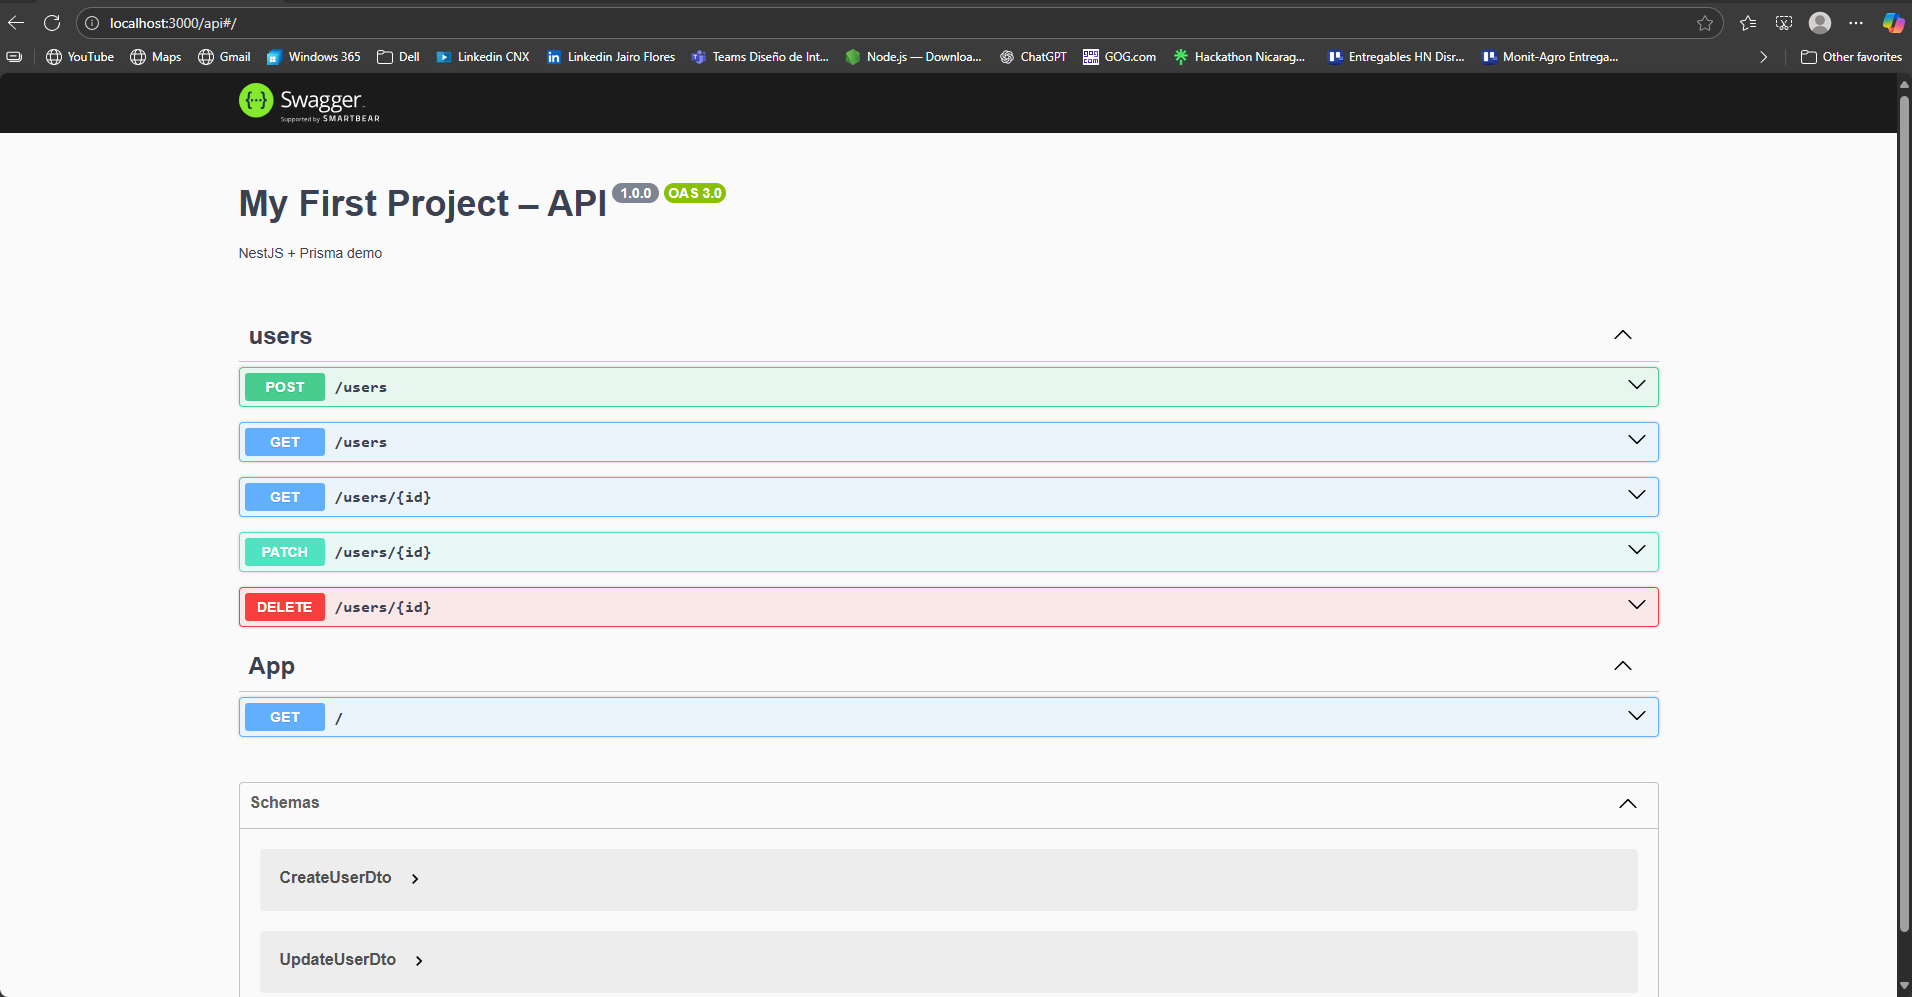 localhost:3000/api#/
YouTube Maps Gmail Windows 365 Dell Linkedin CNX Linkedin Jairo Flores Teams Diseño de Int... Node.js — Downloa... ChatGPT GOG.com Hackathon Nicarag... Entregables HN Disr... Monit-Agro Entrega... Other favorites
{...} Swagger.
Supported by SMARTBEAR
My First Project – API 1.0.0 OAS 3.0
NestJS + Prisma demo
users
POST /users
GET /users
GET /users/{id}
PATCH /users/{id}
DELETE /users/{id}
App
GET /
Schemas
CreateUserDto
UpdateUserDto